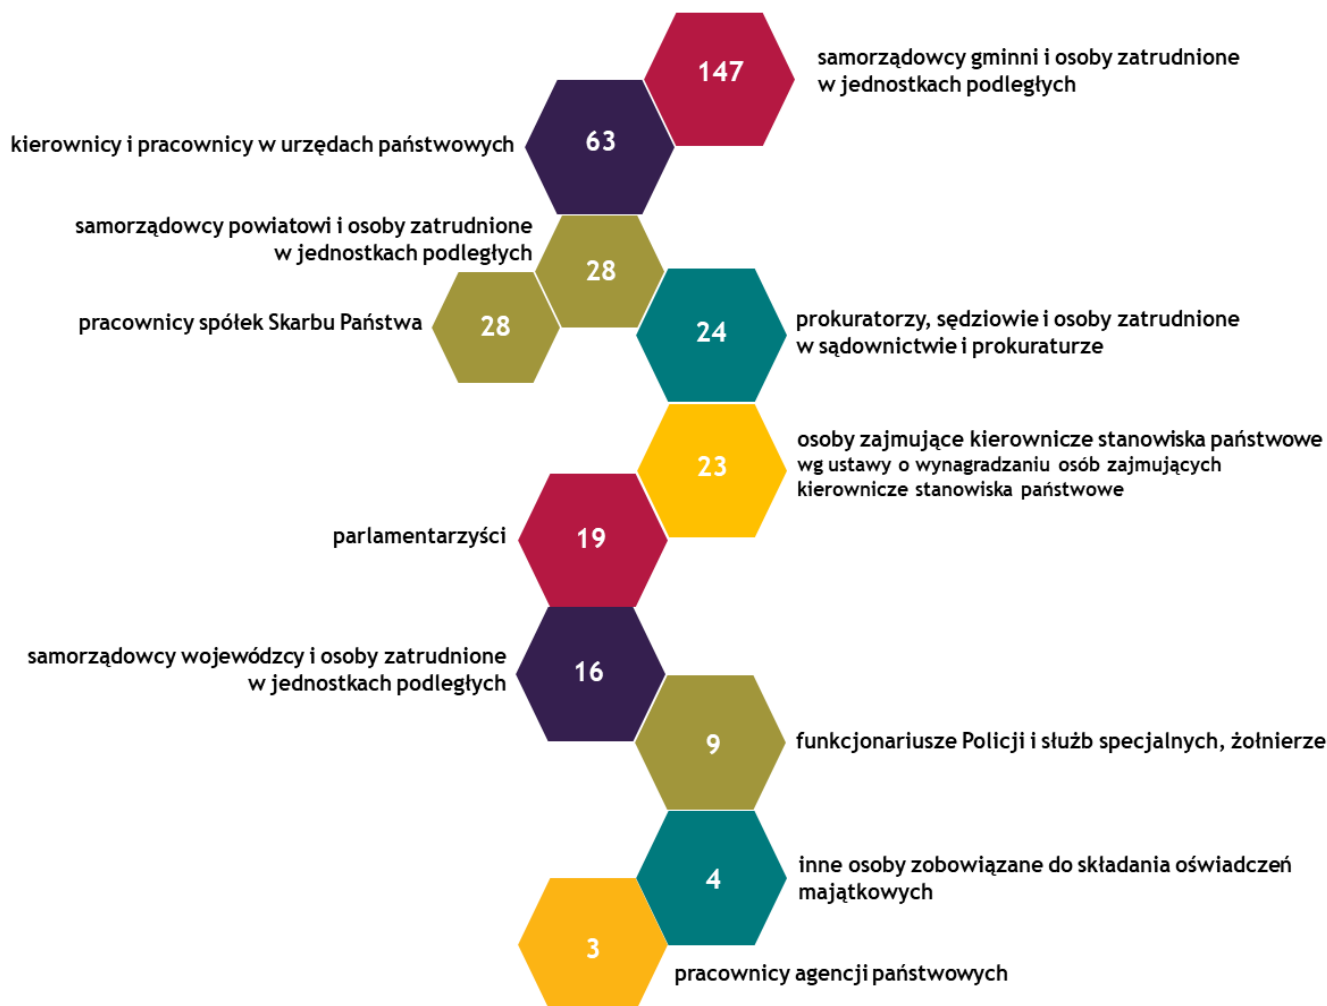 147
samorządowcy gminni i osoby zatrudnione
w jednostkach podległych
63
kierownicy i pracownicy w urzędach państwowych
samorządowcy powiatowi i osoby zatrudnione
w jednostkach podległych
28
pracownicy spółek Skarbu Państwa
28
24
prokuratorzy, sędziowie i osoby zatrudnione
w sądownictwie i prokuraturze
23
osoby zajmujące kierownicze stanowiska państwowe
wg ustawy o wynagradzaniu osób zajmujących
kierownicze stanowiska państwowe
parlamentarzyści
19
samorządowcy wojewódzcy i osoby zatrudnione
w jednostkach podległych
16
9
funkcjonariusze Policji i służb specjalnych, żołnierze
4
inne osoby zobowiązane do składania oświadczeń
majątkowych
3
pracownicy agencji państwowych